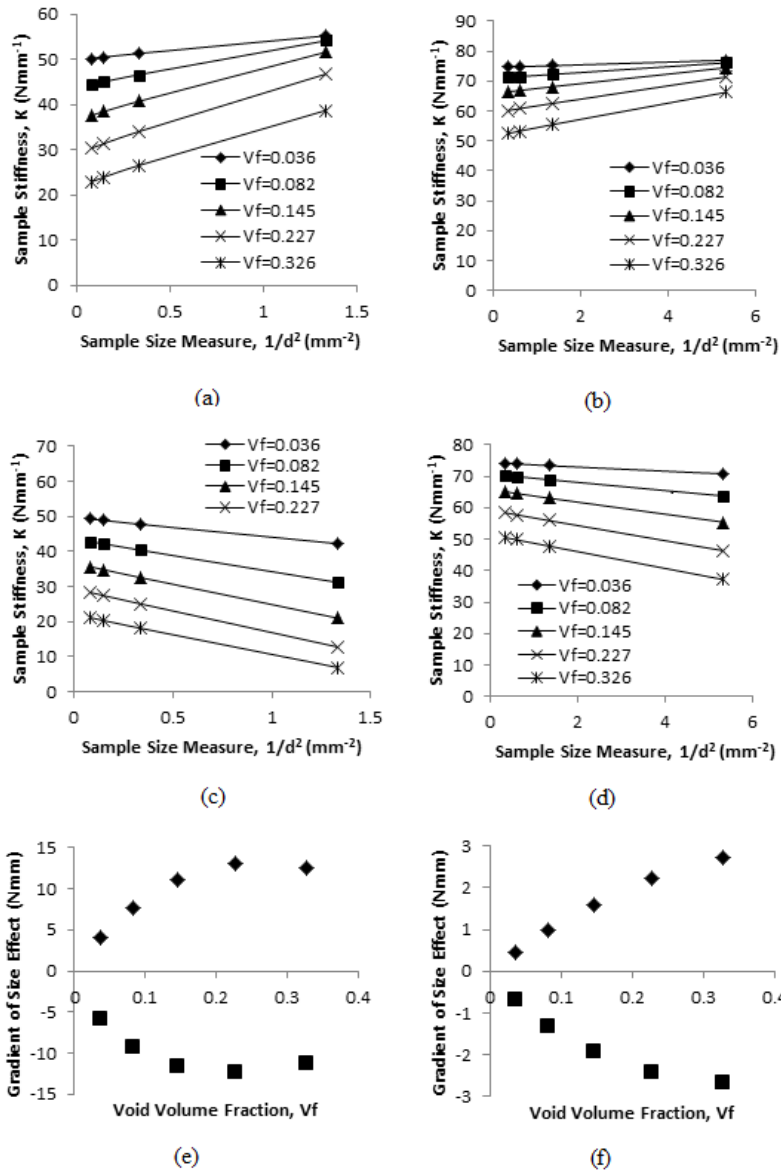 Sample Stiffness, K (Nmm-1)
60
50
40
30
20
10
0
Vf=0.036
Vf=0.082
Vf=0.145
Vf=0.227
Vf=0.326
0
0.5
1
1.5
Sample Size Measure, 1/d² (mm⁻²)
(a)
Sample Stiffness, K (Nmm-1)
90
80
70
60
50
40
30
20
10
0
Vf=0.036
Vf=0.082
Vf=0.145
Vf=0.227
Vf=0.326
0
2
4
6
Sample Size Measure, 1/d² (mm⁻²)
(b)
Sample Stiffness, K (Nmm-1)
70
60
50
40
30
20
10
0
Vf=0.036
Vf=0.082
Vf=0.145
Vf=0.227
0
0.5
1
1.5
Sample Size Measure, 1/d² (mm⁻²)
(c)
Sample Stiffness, K (Nmm-1)
80
70
60
50
40
30
20
10
0
Vf=0.036
Vf=0.082
Vf=0.145
Vf=0.227
Vf=0.326
0
2
4
6
Sample Size Measure, 1/d² (mm⁻²)
(d)
Gradient of Size Effect (Nmm)
15
10
5
0
-5
-10
-15
0
0.1
0.2
0.3
0.4
Void Volume Fraction, Vf
(e)
Gradient of Size Effect (Nmm)
3
2
1
0
-1
-2
-3
0
0.1
0.2
0.3
0.4
Void Volume Fraction, Vf
(f)